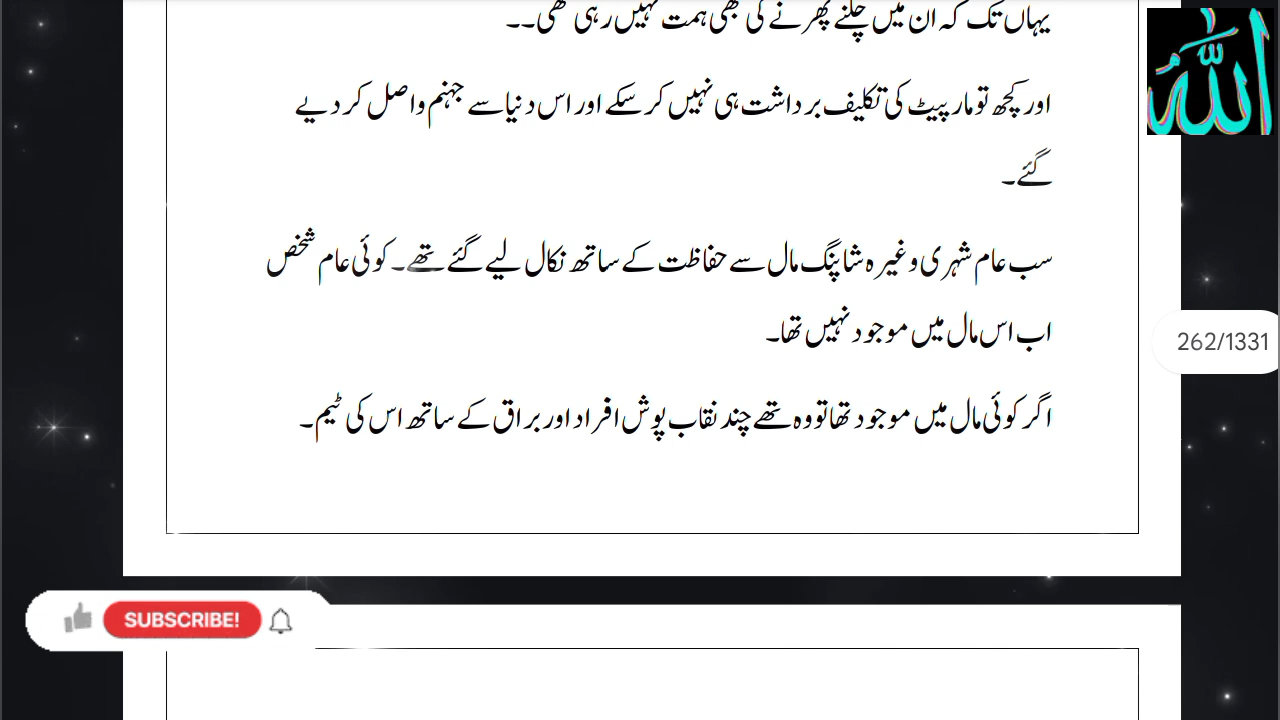 یہاں تک کہ ان میں چلنے پھرنے کی بھی ہمت نہیں رہی تھی۔۔
اور کچھ تو مار پیٹ کی تکلیف برداشت ہی نہیں کر سکے اور اس دنیا سے جہنم واصل کر دیے
گئے۔
سب عام شہری وغیرہ شاپنگ مال سے حفاظت کے ساتھ نکال لیے گئے تھے۔ کوئی عام شخص
اب اس مال میں موجود نہیں تھا۔
اگر کوئی مال میں موجود تھا تو وہ تھے چند نقاب پوش افراد اور براق کے ساتھ اس کی ٹیم۔
اللّٰہ
262/1331
SUBSCRIBE!